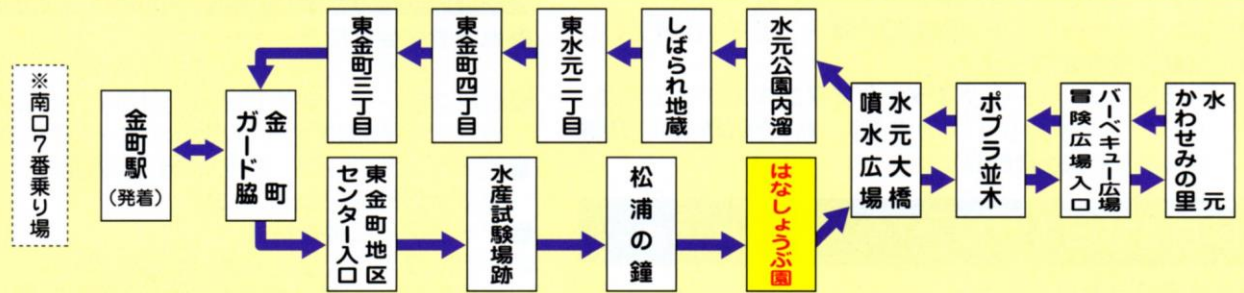 ※南口7番乗り場
金町駅
(発着)
金町
ガード脇
東金町三丁目
東金町四丁目
東水元二丁目
しばられ地蔵
水元公園内溜
東金町地区
センター入口
水産試験場跡
松浦の鐘
はなしょうぶ園
水元大橋
噴水広場
ポプラ並木
バーベキュー広場
冒険広場入口
水元
かわせみの里